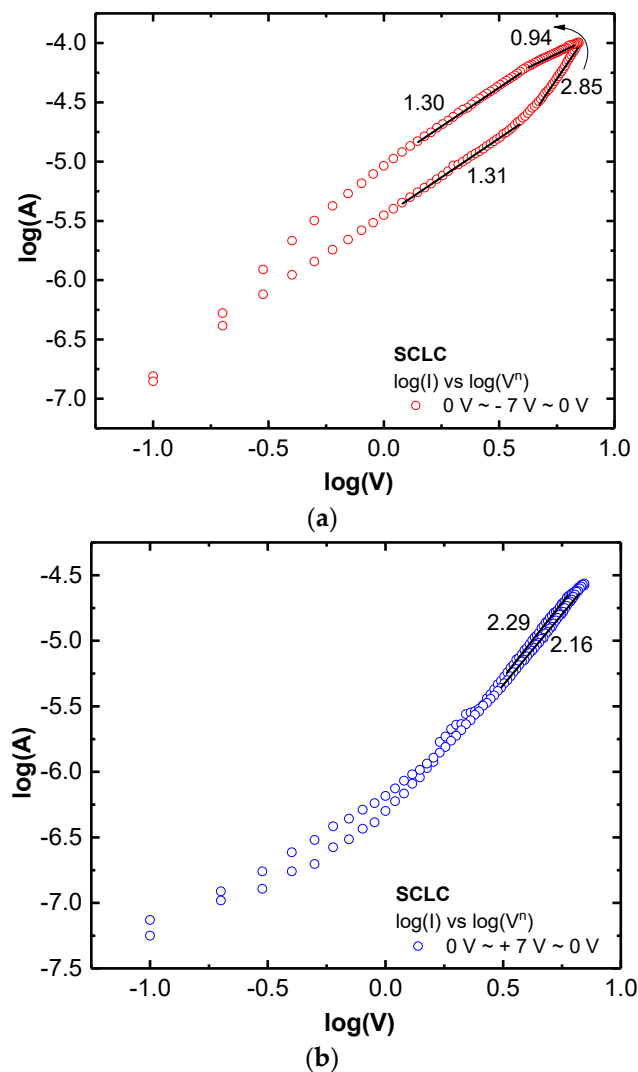 -4.0
-4.5
-5.0
-5.5
-6.0
-6.5
-7.0
log(A)
0.94
2.85
1.30
1.31
SCLC
log(I) vs log(Vⁿ)
0 V ~ - 7 V ~ 0 V
-1.0 -0.5 0.0 0.5 1.0
log(V)
(a)
-4.5
-5.0
-5.5
-6.0
-6.5
-7.0
-7.5
log(A)
2.29
2.16
SCLC
log(I) vs log(Vⁿ)
0 V ~ + 7 V ~ 0 V
-1.0 -0.5 0.0 0.5 1.0
log(V)
(b)